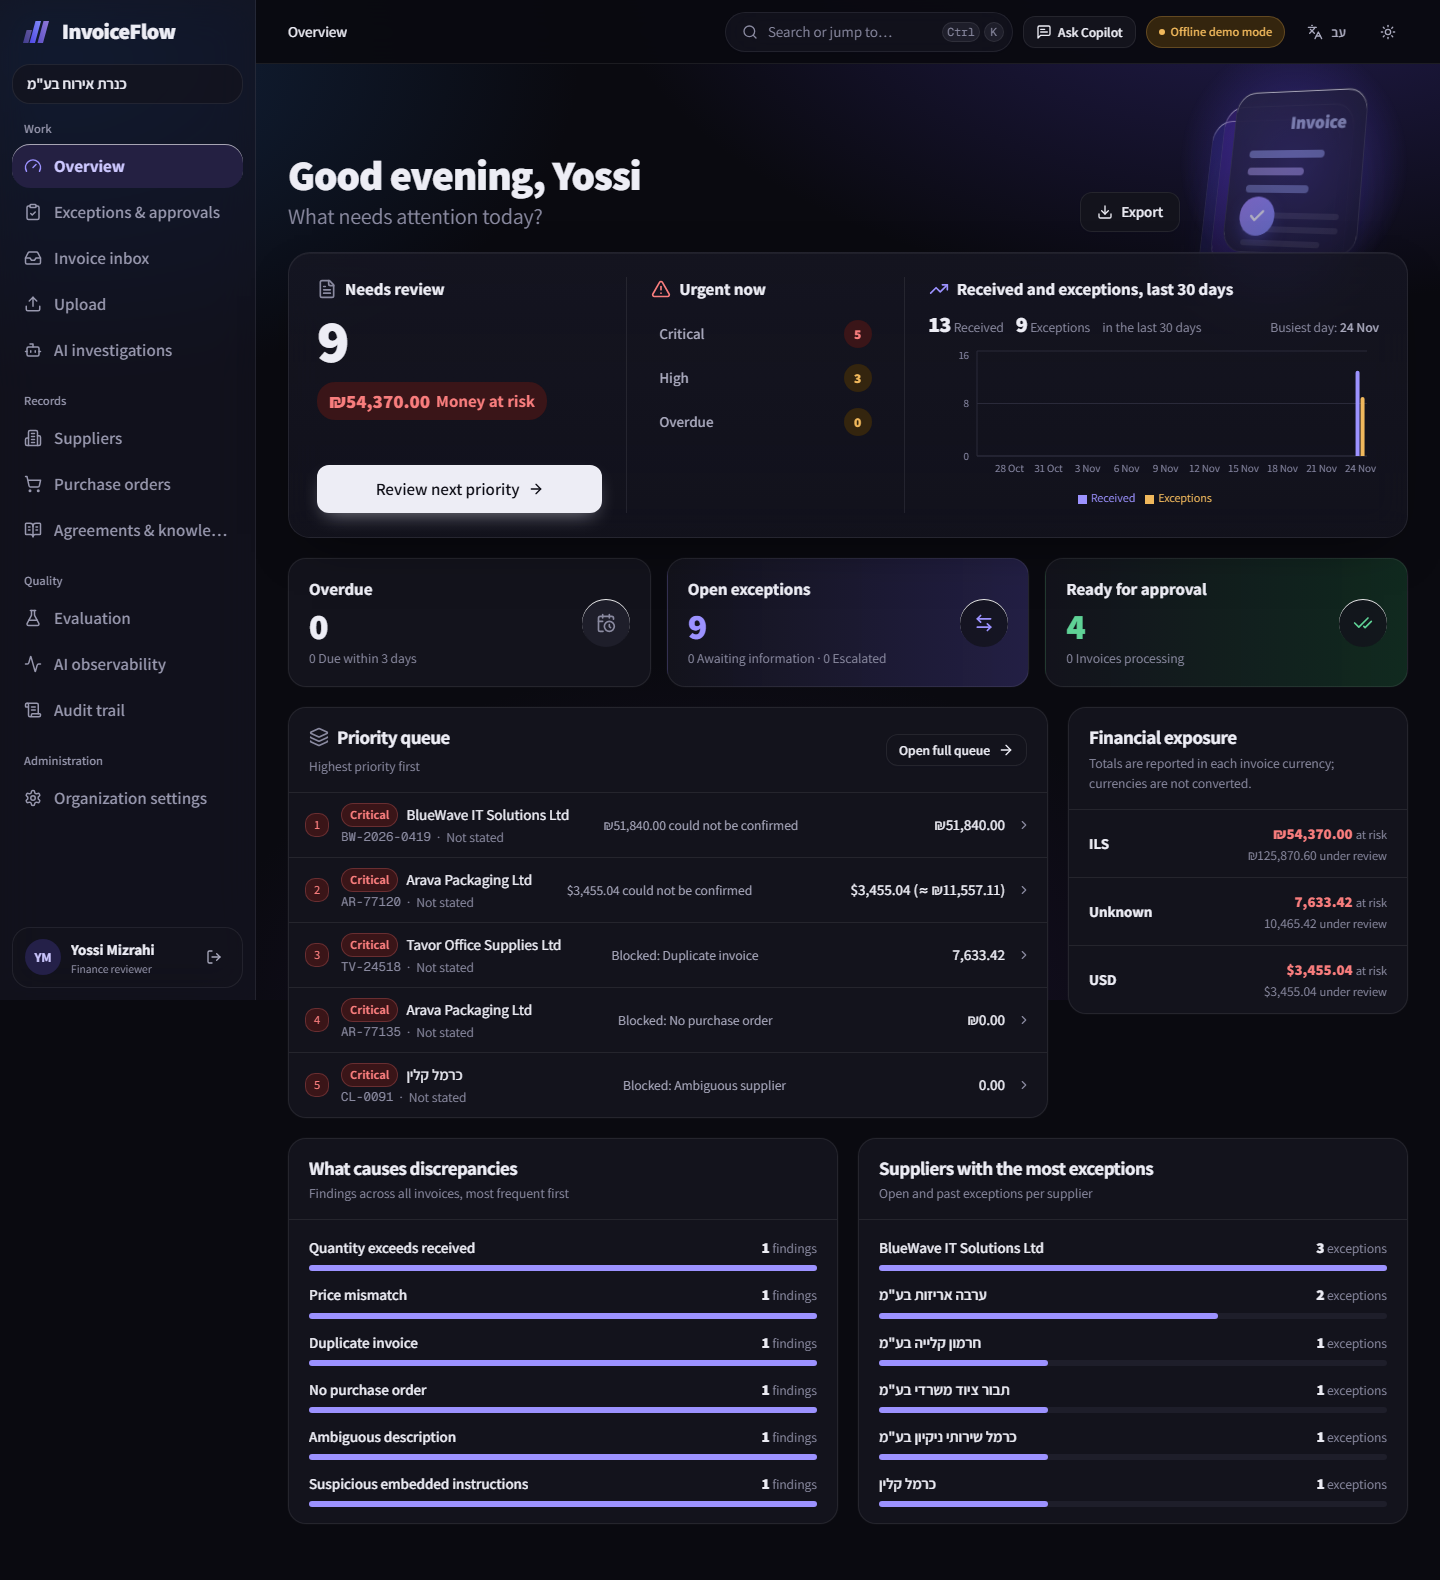 InvoiceFlow
כנרת אירוח בע"מ
Work
Overview
Exceptions & approvals
Invoice inbox
Upload
AI investigations
Records
Suppliers
Purchase orders
Agreements & knowle…
Quality
Evaluation
AI observability
Audit trail
Administration
Organization settings
YM
Yossi Mizrahi
Finance reviewer
Overview
Search or jump to… Ctrl K
Ask Copilot
Offline demo mode
עב
Good evening, Yossi
What needs attention today?
Export
Invoice
Needs review
9
₪54,370.00 Money at risk
Review next priority
Urgent now
Critical 5
High 3
Overdue 0
Received and exceptions, last 30 days
13 Received 9 Exceptions in the last 30 days Busiest day: 24 Nov
16
8
0
28 Oct 31 Oct 3 Nov 6 Nov 9 Nov 12 Nov 15 Nov 18 Nov 21 Nov 24 Nov
Received Exceptions
Overdue
0
0 Due within 3 days
Open exceptions
9
0 Awaiting information · 0 Escalated
Ready for approval
4
0 Invoices processing
Priority queue
Highest priority first
Open full queue
1 Critical BlueWave IT Solutions Ltd ₪51,840.00 could not be confirmed ₪51,840.00
BW-2026-0419 · Not stated
2 Critical Arava Packaging Ltd $3,455.04 could not be confirmed $3,455.04 (≈ ₪11,557.11)
AR-77120 · Not stated
3 Critical Tavor Office Supplies Ltd Blocked: Duplicate invoice 7,633.42
TV-24518 · Not stated
4 Critical Arava Packaging Ltd Blocked: No purchase order ₪0.00
AR-77135 · Not stated
5 Critical כרמל קלין Blocked: Ambiguous supplier 0.00
CL-0091 · Not stated
Financial exposure
Totals are reported in each invoice currency;
currencies are not converted.
ILS ₪54,370.00 at risk
₪125,870.60 under review
Unknown 7,633.42 at risk
10,465.42 under review
USD $3,455.04 at risk
$3,455.04 under review
What causes discrepancies
Findings across all invoices, most frequent first
Quantity exceeds received 1 findings
Price mismatch 1 findings
Duplicate invoice 1 findings
No purchase order 1 findings
Ambiguous description 1 findings
Suspicious embedded instructions 1 findings
Suppliers with the most exceptions
Open and past exceptions per supplier
BlueWave IT Solutions Ltd 3 exceptions
ערבה אריזות בע"מ 2 exceptions
חרמון קלייה בע"מ 1 exceptions
תבור ציוד משרדי בע"מ 1 exceptions
כרמל שירותי ניקיון בע"מ 1 exceptions
כרמל קלין 1 exceptions